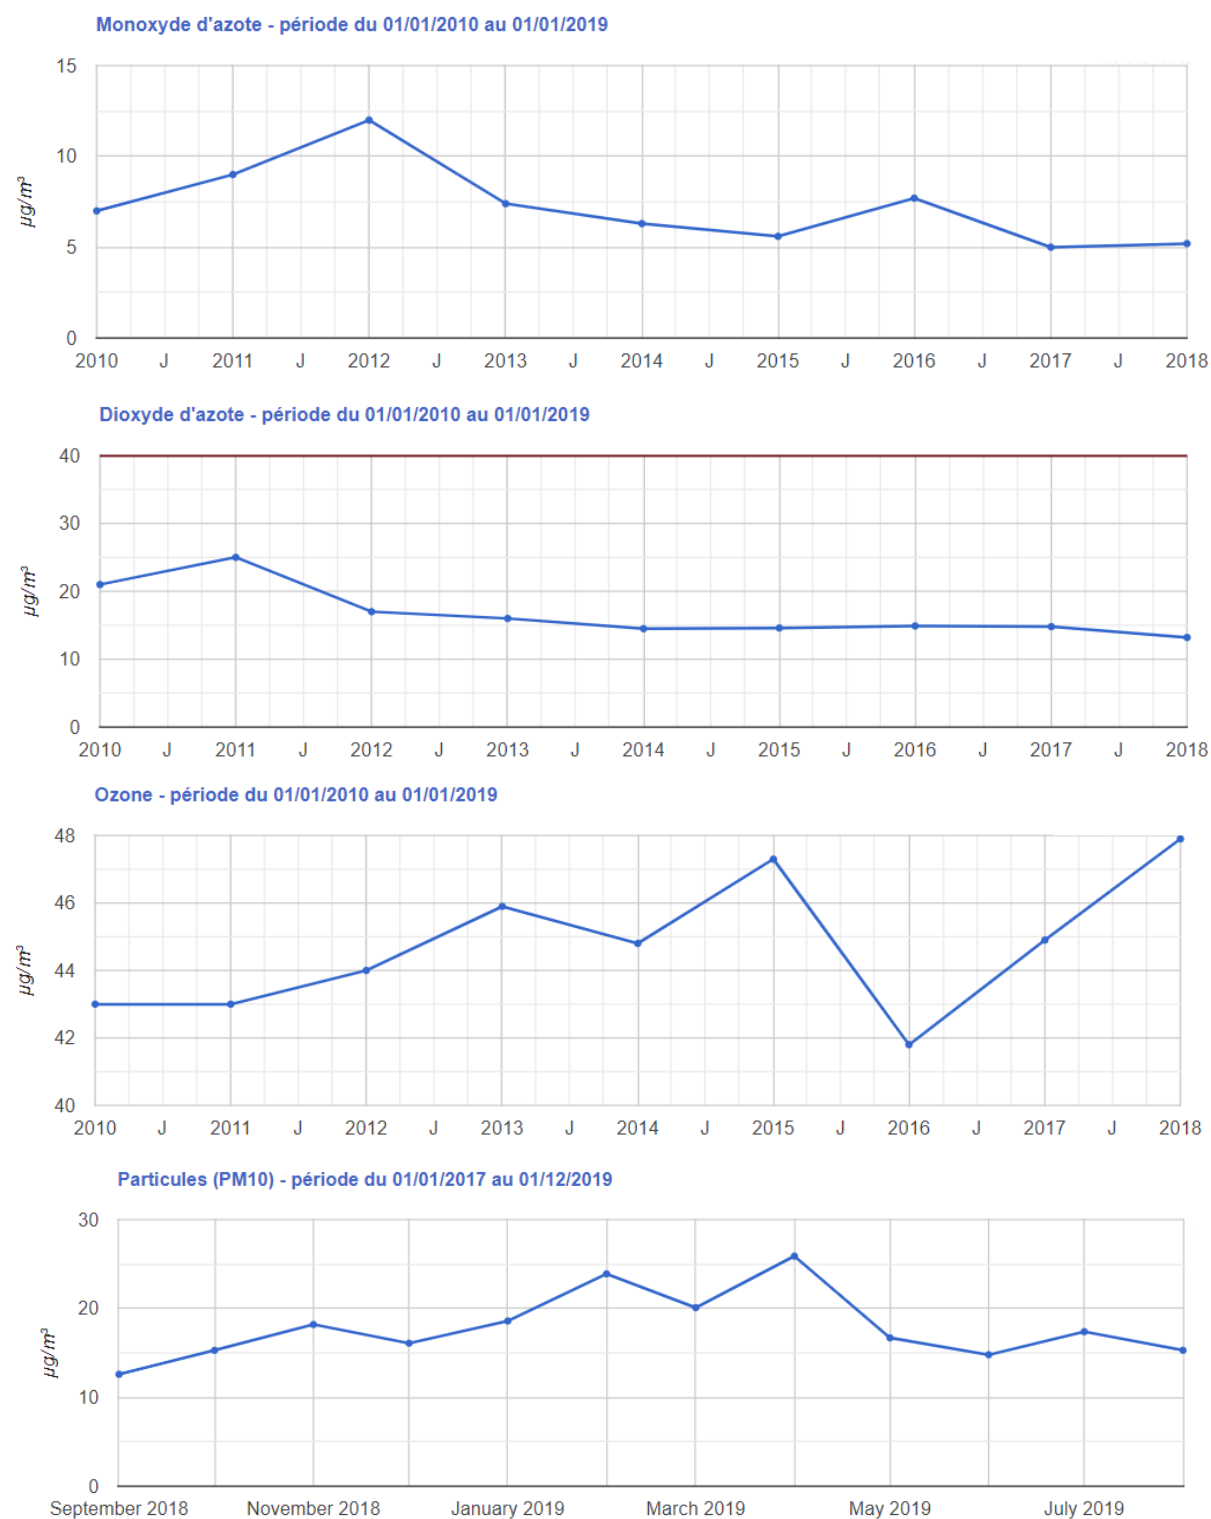 Monoxyde d'azote - période du 01/01/2010 au 01/01/2019
15
10
5
0
µg/m³
2010 J 2011 J 2012 J 2013 J 2014 J 2015 J 2016 J 2017 J 2018
Dioxyde d'azote - période du 01/01/2010 au 01/01/2019
40
30
20
10
0
µg/m³
2010 J 2011 J 2012 J 2013 J 2014 J 2015 J 2016 J 2017 J 2018
Ozone - période du 01/01/2010 au 01/01/2019
48
46
44
42
40
µg/m³
2010 J 2011 J 2012 J 2013 J 2014 J 2015 J 2016 J 2017 J 2018
Particules (PM10) - période du 01/01/2017 au 01/12/2019
30
20
10
0
µg/m³
September 2018 November 2018 January 2019 March 2019 May 2019 July 2019